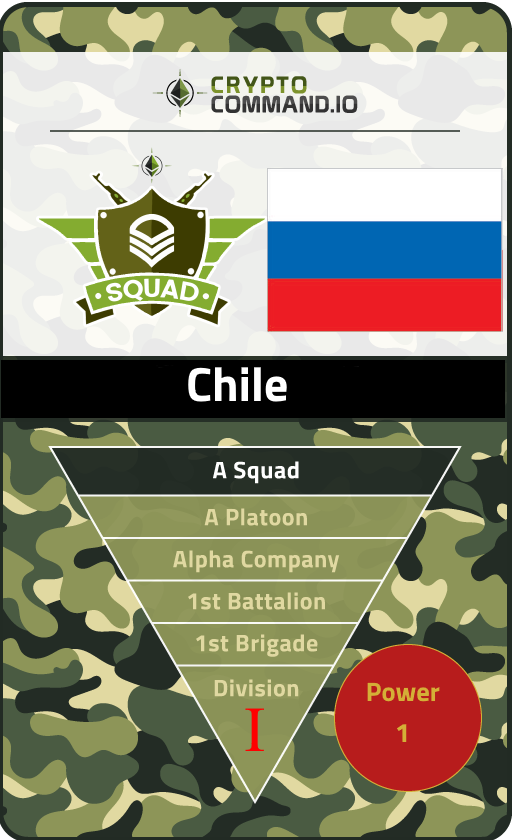 CRYPTO
COMMAND.IO
SQUAD
Chile
A Squad
A Platoon
Alpha Company
1st Battalion
1st Brigade
Division
I
Power
1